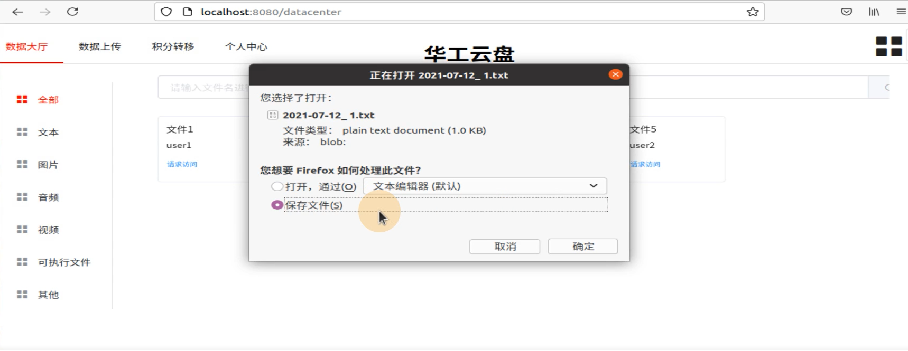 localhost:8080/datacenter
数据大厅 数据上传 积分转移 个人中心
华工云盘
正在打开 2021-07-12_ 1.txt
您选择了打开：
2021-07-12_ 1.txt
文件类型： plain text document (1.0 KB)
来源： blob:
您想要 Firefox 如何处理此文件?
打开，通过(O) 文本编辑器 (默认)
保存文件(S)
取消 确定
全部
文本
图片
音频
视频
可执行文件
其他
请输入文件名
文件1
user1
请求访问
文件5
user2
请求访问